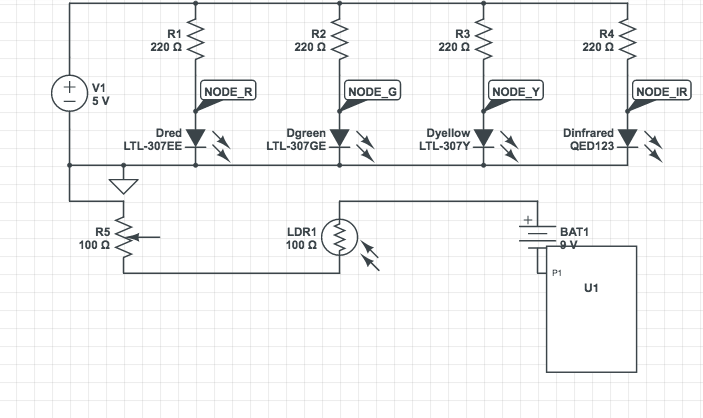 R1
220 Ω
R2
220 Ω
R3
220 Ω
R4
220 Ω
V1
5 V
NODE_R
NODE_G
NODE_Y
NODE_IR
Dred
LTL-307EE
Dgreen
LTL-307GE
Dyellow
LTL-307Y
Dinfrared
QED123
R5
100 Ω
LDR1
100 Ω
BAT1
9 V
P1
U1